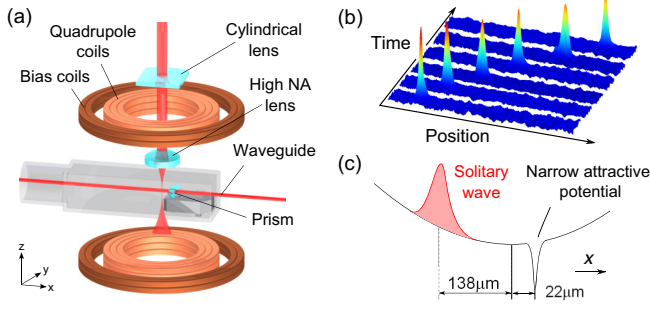 (a)
Quadrupole
coils
Bias coils
Cylindrical
lens
High NA
lens
Waveguide
Prism
z
y
x
(b)
Time
Position
(c)
Solitary
wave
Narrow attractive
potential
x
138μm
22μm